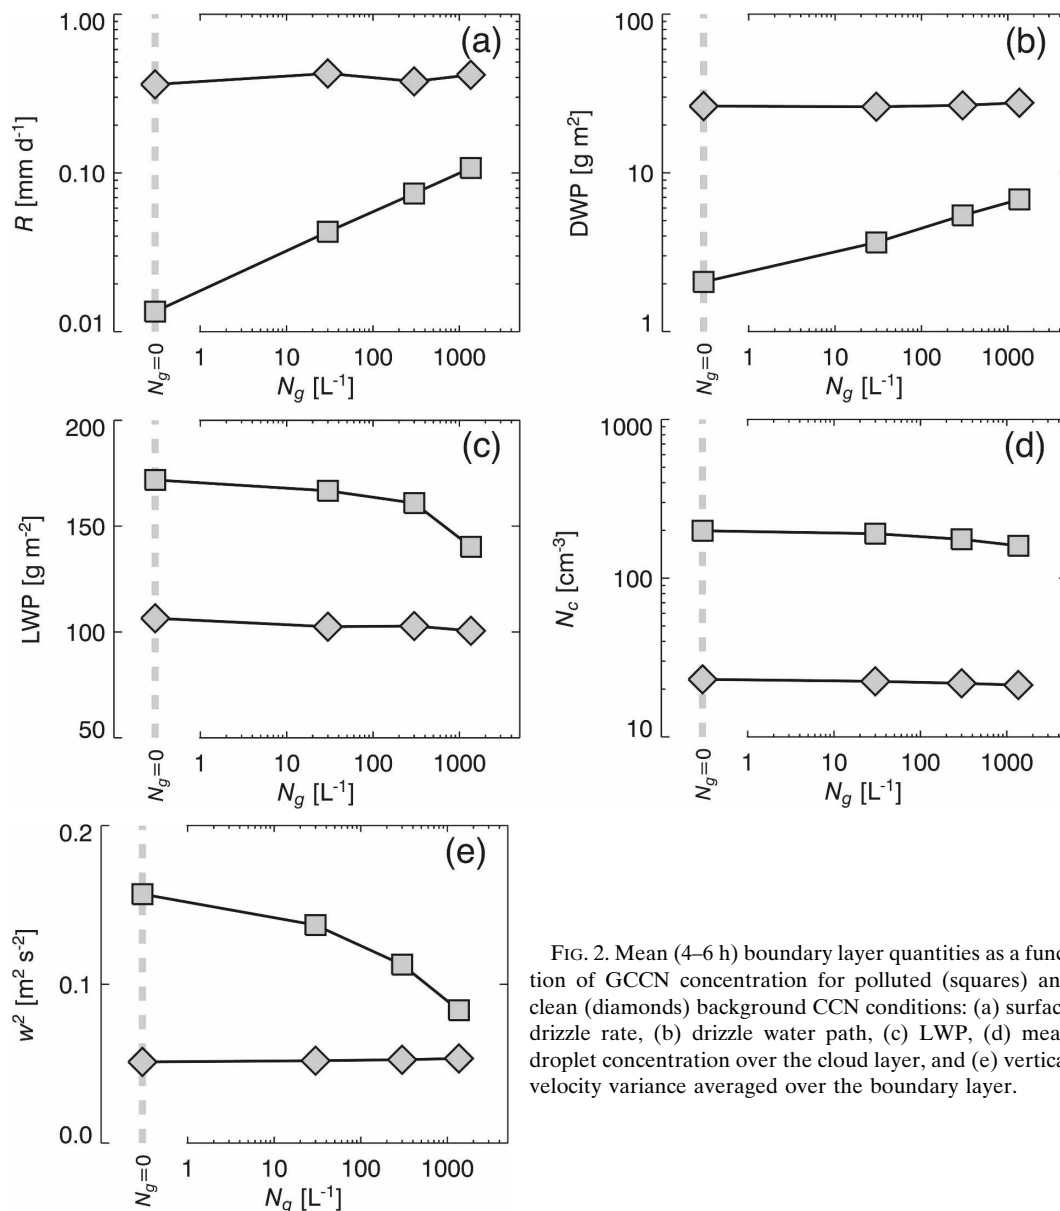 1.00
0.10
0.01
R [mm d-1]
(a)
Ng=0
1 10 100 1000
Ng [L-1]
100
10
1
DWP [g m2]
(b)
Ng=0
1 10 100 1000
Ng [L-1]
200
150
100
50
LWP [g m-2]
(c)
Ng=0
1 10 100 1000
Ng [L-1]
1000
100
10
Nc [cm-3]
(d)
Ng=0
1 10 100 1000
Ng [L-1]
0.2
0.1
0.0
w2 [m2 s-2]
(e)
Ng=0
1 10 100 1000
Ng [L-1]
FIG. 2. Mean (4–6 h) boundary layer quantities as a func
tion of GCCN concentration for polluted (squares) an
clean (diamonds) background CCN conditions: (a) surfac
drizzle rate, (b) drizzle water path, (c) LWP, (d) mea
droplet concentration over the cloud layer, and (e) vertica
velocity variance averaged over the boundary layer.